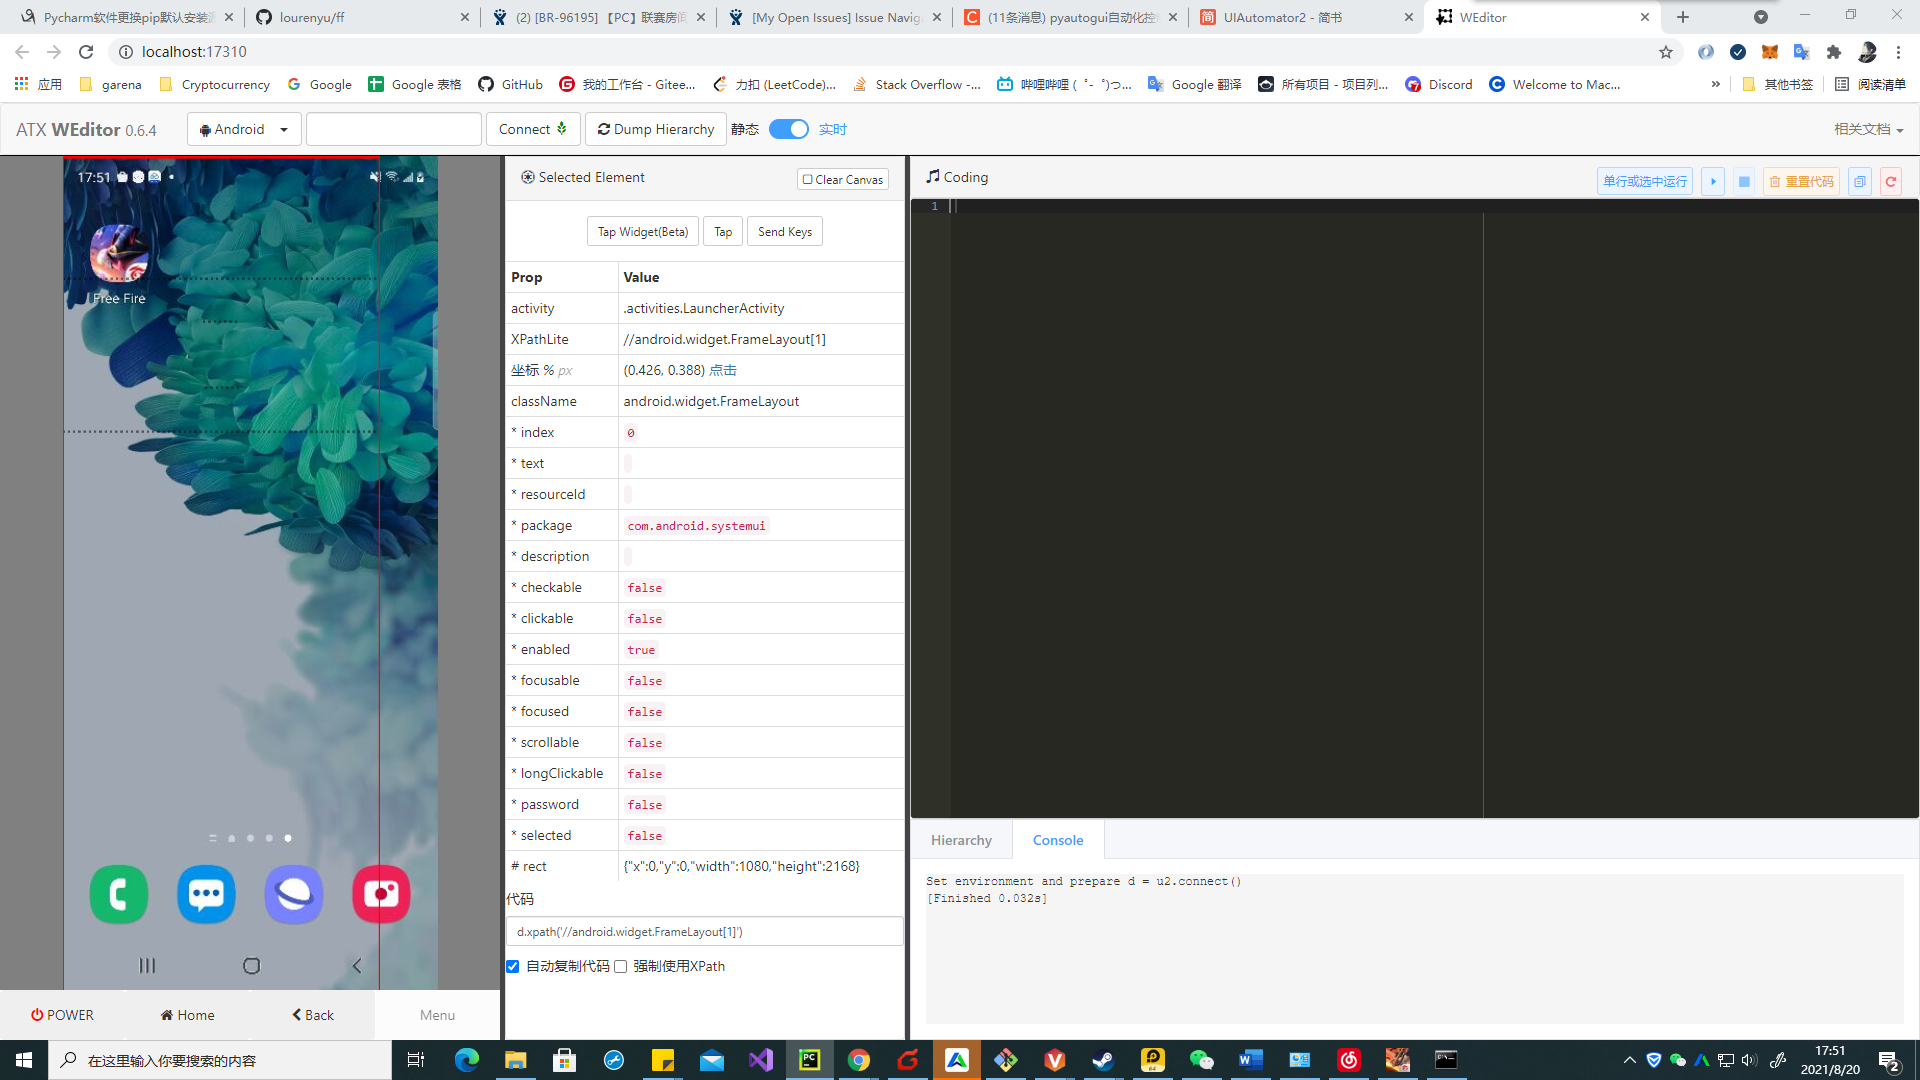 Pycharm软件更换pip默认安装源
lourenyu/ff
(2) [BR-96195] 【PC】联赛房间
[My Open Issues] Issue Naviga
(11条消息) pyautogui自动化控
UIAutomator2 - 简书
WEditor
localhost:17310
应用
garena
Cryptocurrency
Google
Google 表格
GitHub
我的工作台 - Gitee...
力扣 (LeetCode)...
Stack Overflow -...
哔哩哔哩 (゜-゜)つ...
Google 翻译
所有项目 - 项目列...
Discord
Welcome to Mac...
»
其他书签
阅读清单
ATX WEditor 0.6.4
Android
Connect
Dump Hierarchy
静态
实时
相关文档
17:51
Free Fire
POWER
Home
Back
Menu
Selected Element
Clear Canvas
Tap Widget(Beta)
Tap
Send Keys
Prop Value
activity .activities.LauncherActivity
XPathLite //android.widget.FrameLayout[1]
坐标 % px (0.426, 0.388) 点击
className android.widget.FrameLayout
* index 0
* text
* resourceId
* package com.android.systemui
* description
* checkable false
* clickable false
* enabled true
* focusable false
* focused false
* scrollable false
* longClickable false
* password false
* selected false
# rect {"x":0,"y":0,"width":1080,"height":2168}
代码
d.xpath('//android.widget.FrameLayout[1]')
自动复制代码
强制使用XPath
Coding
单行或选中运行
重置代码
1
Hierarchy
Console
Set environment and prepare d = u2.connect()
[Finished 0.032s]
在这里输入你要搜索的内容
17:51
2021/8/20
2